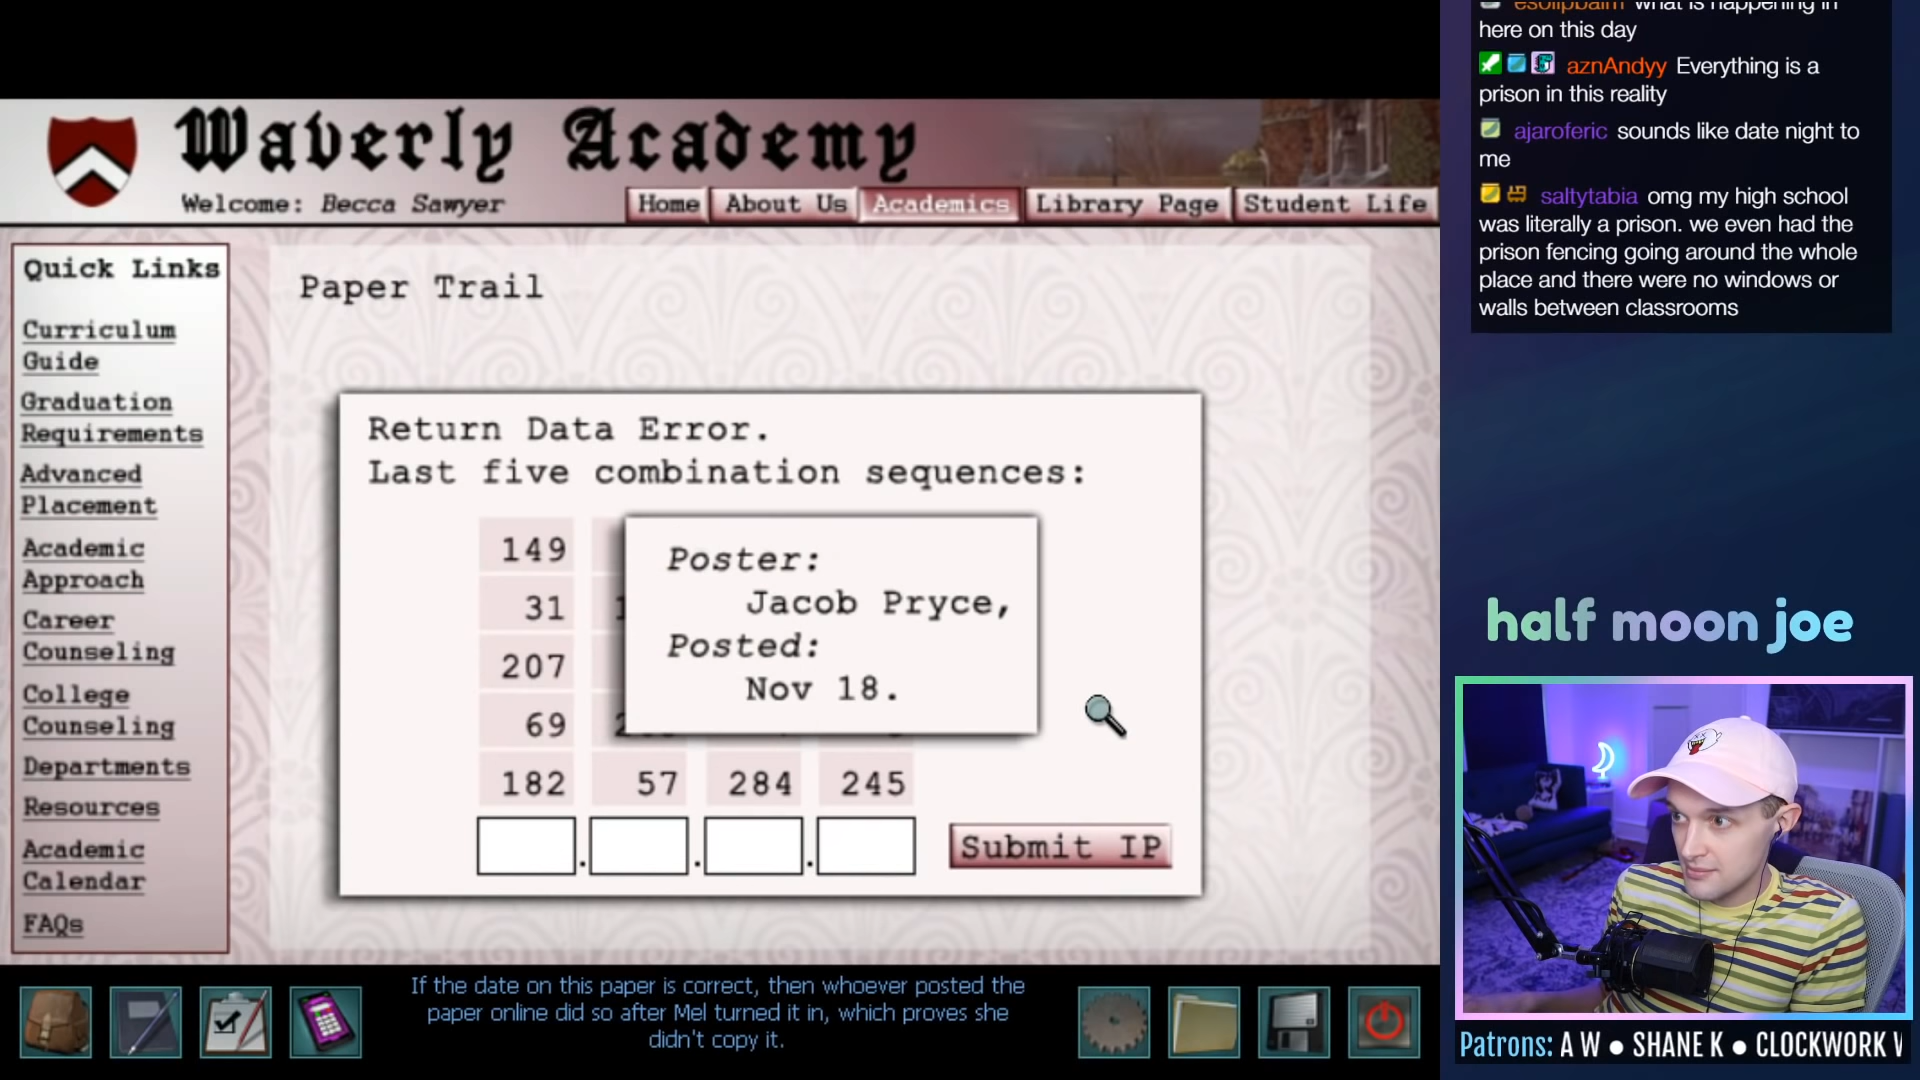 Waverly Academy
Welcome: Becca Sawyer
Home
About Us
Academics
Library Page
Student Life
Quick Links
Curriculum
Guide
Graduation
Requirements
Advanced
Placement
Academic
Approach
Career
Counseling
College
Counseling
Departments
Resources
Academic
Calendar
FAQs
Paper Trail
Return Data Error.
Last five combination sequences:
149
31
207
69
182 57 284 245
. . .
Submit IP
Poster:
Jacob Pryce,
Posted:
Nov 18.
If the date on this paper is correct, then whoever posted the
paper online did so after Mel turned it in, which proves she
didn't copy it.
what is happening in
here on this day
aznAndyy Everything is a
prison in this reality
ajaroferic sounds like date night to
me
saltytabia omg my high school
was literally a prison. we even had the
prison fencing going around the whole
place and there were no windows or
walls between classrooms
half moon joe
Patrons: A W ● SHANE K ● CLOCKWORK